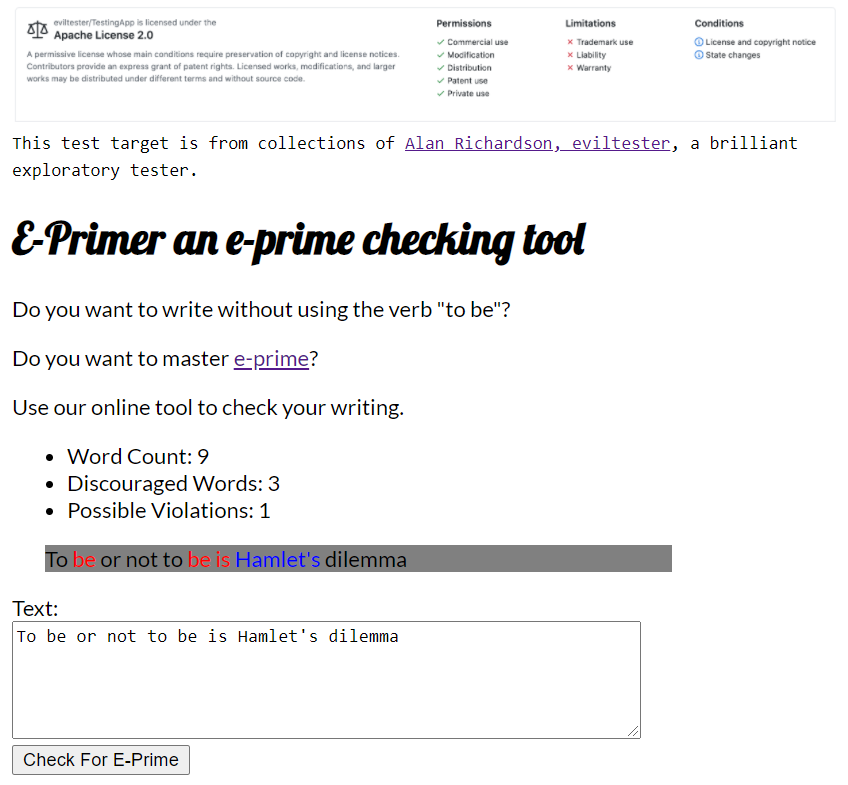 eviltester/TestingApp is licensed under the
Apache License 2.0
A permissive license whose main conditions require preservation of copyright and license notices.
Contributors provide an express grant of patent rights. Licensed works, modifications, and larger
works may be distributed under different terms and without source code.
Permissions
Commercial use
Modification
Distribution
Patent use
Private use
Limitations
Trademark use
Liability
Warranty
Conditions
License and copyright notice
State changes
This test target is from collections of Alan Richardson, eviltester, a brilliant
exploratory tester.
E-Primer an e-prime checking tool
Do you want to write without using the verb "to be"?
Do you want to master e-prime?
Use our online tool to check your writing.
• Word Count: 9
• Discouraged Words: 3
• Possible Violations: 1
To be or not to be is Hamlet's dilemma
Text:
To be or not to be is Hamlet's dilemma
Check For E-Prime